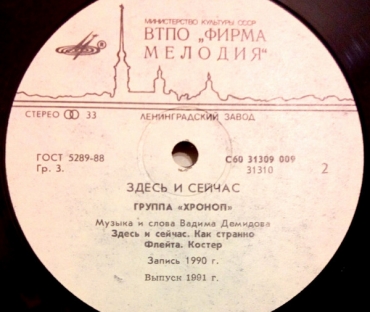 МИНИСТЕРСТВО КУЛЬТУРЫ СССР
ВТПО „ФИРМА
МЕЛОДИЯ“
СТЕРЕО 33
ЛЕНИНГРАДСКИЙ ЗАВОД
ГОСТ 5289-88
Гр. 3.
С60 31309 009
31310
2
ЗДЕСЬ И СЕЙЧАС
ГРУППА «ХРОНОП»
Музыка и слова Вадима Демидова
Здесь и сейчас. Как странно
Флейта. Костер
Запись 1990 г.
Выпуск 1991 г.